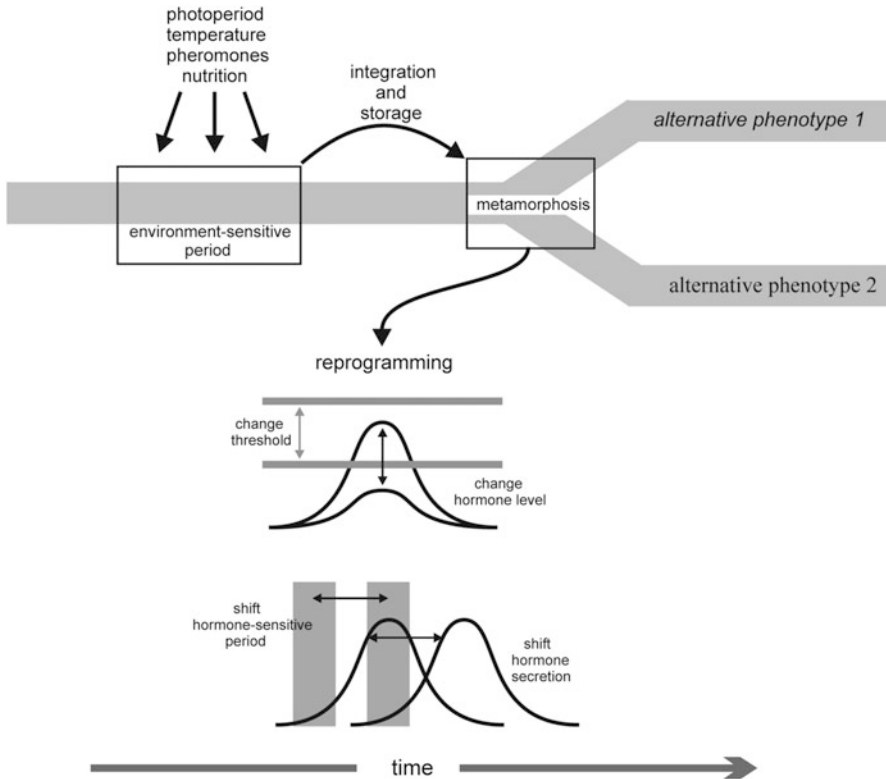 photoperiod
temperature
pheromones
nutrition
integration
and
storage
alternative phenotype 1
environment-sensitive
period
metamorphosis
alternative phenotype 2
reprogramming
change
threshold
change
hormone level
shift
hormone-sensitive
period
shift
hormone
secretion
time